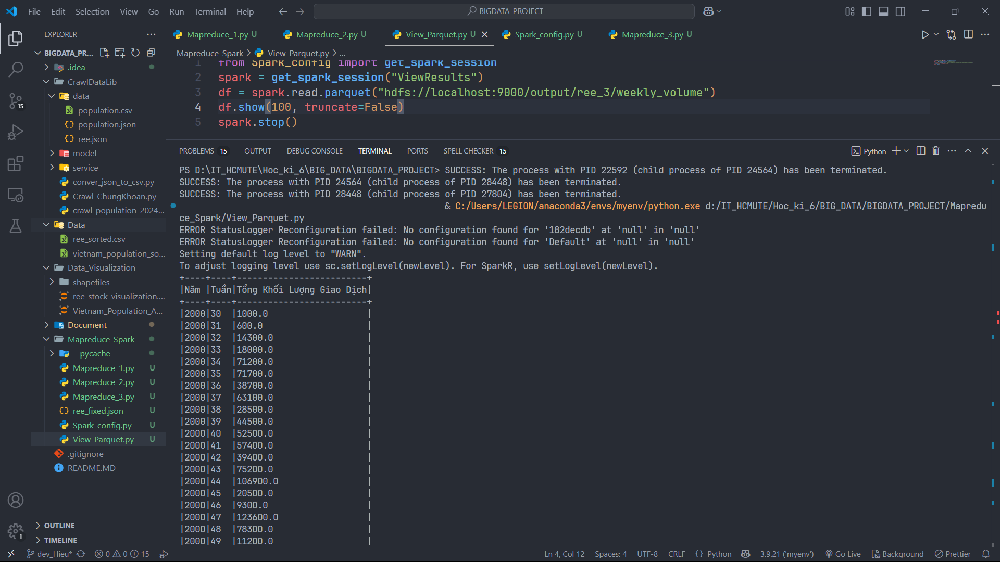 File Edit Selection View Go Run Terminal Help
BIGDATA_PROJECT
EXPLORER
BIGDATA_PR...
.idea
CrawlDataLib
data
population.csv
population.json
ree.json
model
service
conver_json_to_csv.py
Crawl_ChungKhoan.py
crawl_population_2024...
Data
ree_sorted.csv
vietnam_population_so...
Data_Visualization
shapefiles
ree_stock_visualization....
Vietnam_Population_A...
Document
Mapreduce_Spark
__pycache__
Mapreduce_1.py U
Mapreduce_2.py U
Mapreduce_3.py U
ree_fixed.json U
Spark_config.py U
View_Parquet.py U
.gitignore
README.MD
OUTLINE
TIMELINE
15
1
Mapreduce_1.py U Mapreduce_2.py U View_Parquet.py U Spark_config.py U Mapreduce_3.py U
Mapreduce_Spark > View_Parquet.py > ...
1 from Spark_config import get_spark_session
2 spark = get_spark_session("ViewResults")
3 df = spark.read.parquet("hdfs://localhost:9000/output/ree_3/weekly_volume")
4 df.show(100, truncate=False)
5 spark.stop()
PROBLEMS 15 OUTPUT DEBUG CONSOLE TERMINAL PORTS SPELL CHECKER 15
Python
PS D:\IT_HCMUTE\Hoc_ki_6\BIG_DATA\BIGDATA_PROJECT> SUCCESS: The process with PID 22592 (child process of PID 24564) has been terminated.
SUCCESS: The process with PID 24564 (child process of PID 28448) has been terminated.
SUCCESS: The process with PID 28448 (child process of PID 27804) has been terminated.
& C:/Users/LEGION/anaconda3/envs/myenv/python.exe d:/IT_HCMUTE/Hoc_ki_6/BIG_DATA/BIGDATA_PROJECT/Mapredu
ce_Spark/View_Parquet.py
ERROR StatusLogger Reconfiguration failed: No configuration found for '182decdb' at 'null' in 'null'
ERROR StatusLogger Reconfiguration failed: No configuration found for 'Default' at 'null' in 'null'
Setting default log level to "WARN".
To adjust logging level use sc.setLogLevel(newLevel). For SparkR, use setLogLevel(newLevel).
+----+----+-------------------------+
|Năm |Tuần|Tổng Khối Lượng Giao Dịch|
+----+----+-------------------------+
|2000|30  |1000.0                   |
|2000|31  |600.0                    |
|2000|32  |14300.0                  |
|2000|33  |18000.0                  |
|2000|34  |71200.0                  |
|2000|35  |71700.0                  |
|2000|36  |38700.0                  |
|2000|37  |63100.0                  |
|2000|38  |28500.0                  |
|2000|39  |44500.0                  |
|2000|40  |52500.0                  |
|2000|41  |57400.0                  |
|2000|42  |39400.0                  |
|2000|43  |75200.0                  |
|2000|44  |106900.0                 |
|2000|45  |20500.0                  |
|2000|46  |9300.0                   |
|2000|47  |123600.0                 |
|2000|48  |78300.0                  |
|2000|49  |11200.0                  |
dev_Hieu* 0 0 15 Ln 4, Col 12 Spaces: 4 UTF-8 CRLF {} Python 3.9.21 ('myenv') Go Live Background Prettier